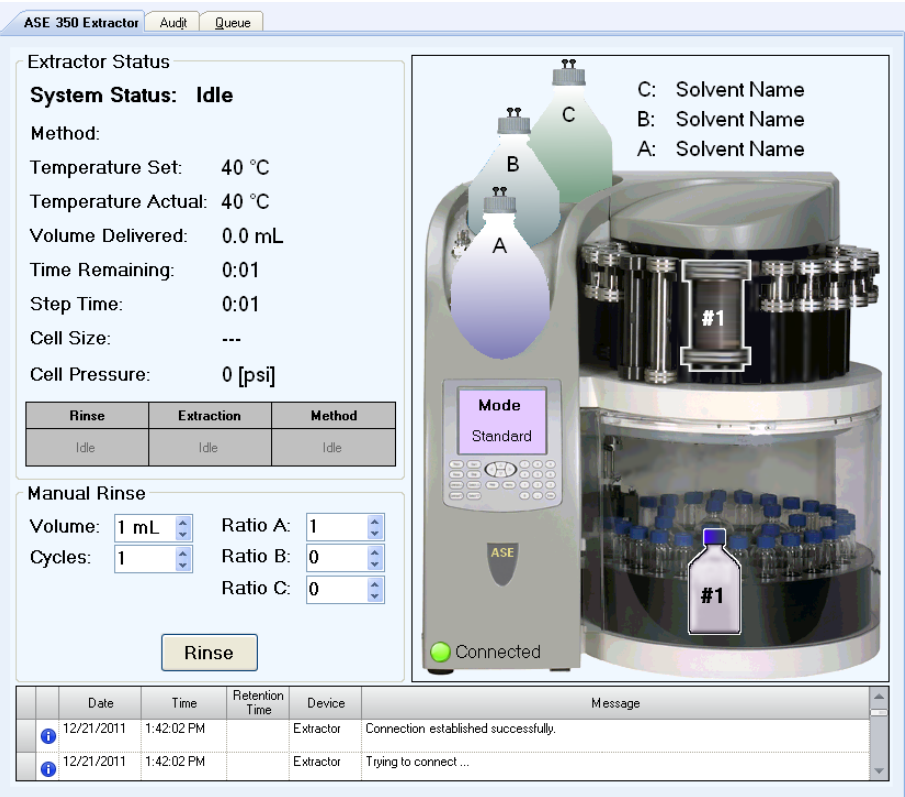 ASE 350 Extractor
Audit
Queue
Extractor Status
System Status: Idle
Method:
Temperature Set: 40 °C
Temperature Actual: 40 °C
Volume Delivered: 0.0 mL
Time Remaining: 0:01
Step Time: 0:01
Cell Size: ---
Cell Pressure: 0 [psi]
Rinse Extraction Method
Idle Idle Idle
Manual Rinse
Volume: 1 mL Ratio A: 1
Cycles: 1 Ratio B: 0
Ratio C: 0
Rinse
C: Solvent Name
B: Solvent Name
A: Solvent Name
C
B
A
#1
Mode
Standard
ASE
#1
Connected
Date Time Retention Time Device Message
12/21/2011 1:42:02 PM Extractor Connection established successfully.
12/21/2011 1:42:02 PM Extractor Trying to connect ...